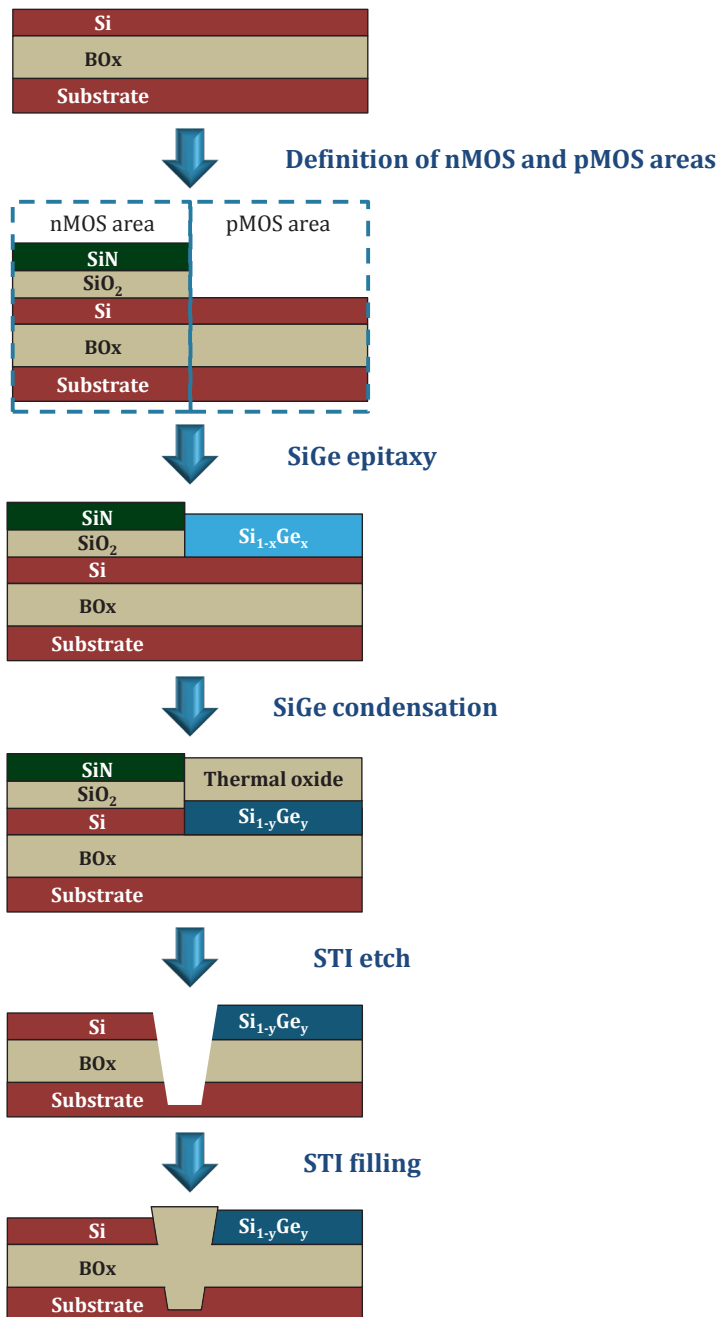 Si
BOx
Substrate
Definition of nMOS and pMOS areas
nMOS area pMOS area
SiN
SiO₂
Si
BOx
Substrate
SiGe epitaxy
SiN
SiO₂ Si₁₋ₓGeₓ
Si
BOx
Substrate
SiGe condensation
SiN
Thermal oxide
SiO₂
Si Si₁₋yGey
BOx
Substrate
STI etch
Si Si₁₋yGey
BOx
Substrate
STI filling
Si Si₁₋yGey
BOx
Substrate